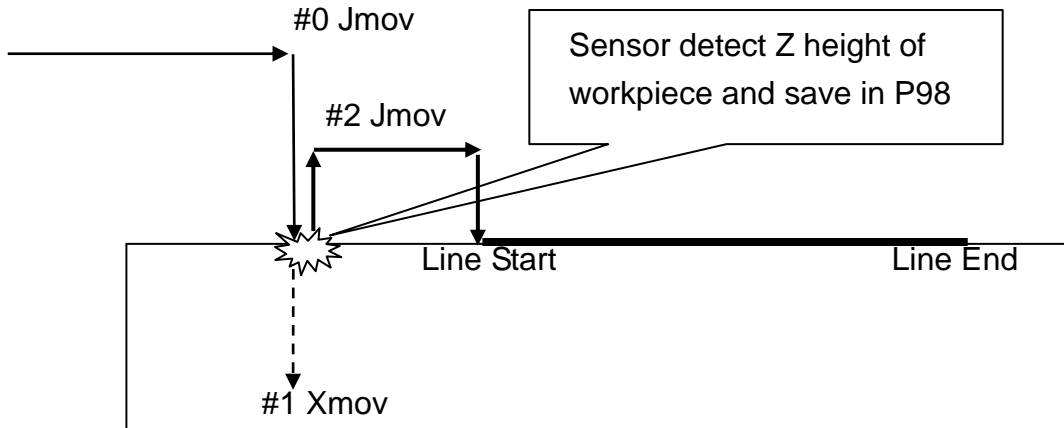 #0 Jmov
Sensor detect Z height of
workpiece and save in P98
#2 Jmov
Line Start
Line End
#1 Xmov